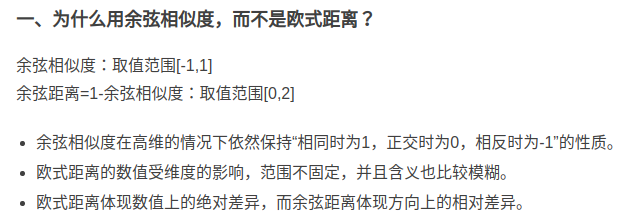 一、为什么用余弦相似度，而不是欧式距离？
余弦相似度：取值范围[-1,1]
余弦距离=1-余弦相似度：取值范围[0,2]
• 余弦相似度在高维的情况下依然保持“相同时为1，正交时为0，相反时为-1”的性质。
• 欧式距离的数值受维度的影响，范围不固定，并且含义也比较模糊。
• 欧式距离体现数值上的绝对差异，而余弦距离体现方向上的相对差异。